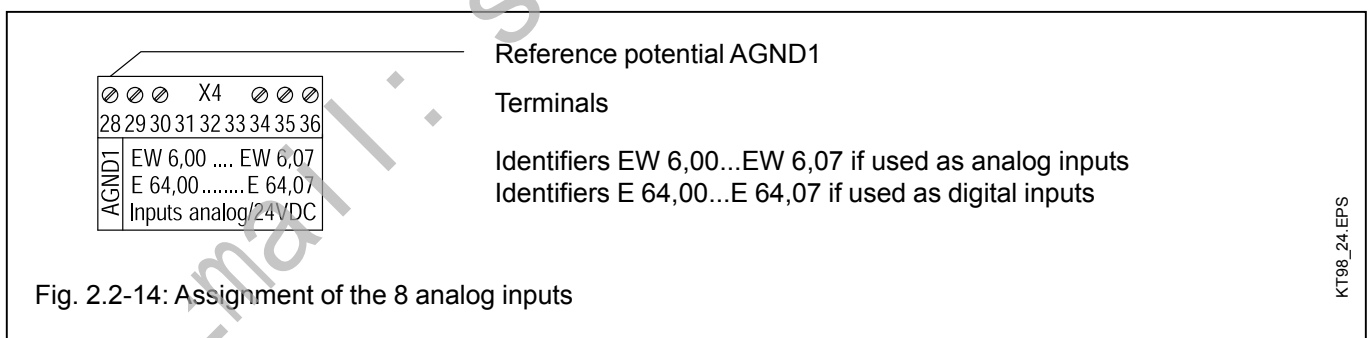 Reference potential AGND1
X4
Terminals
28 29 30 31 32 33 34 35 36
AGND1
EW 6,00 .... EW 6,07
E 64,00........E 64,07
Inputs analog/24VDC
Identifiers EW 6,00...EW 6,07 if used as analog inputs
Identifiers E 64,00...E 64,07 if used as digital inputs
KT98_24.EPS
Fig. 2.2-14: Assignment of the 8 analog inputs
mail: s